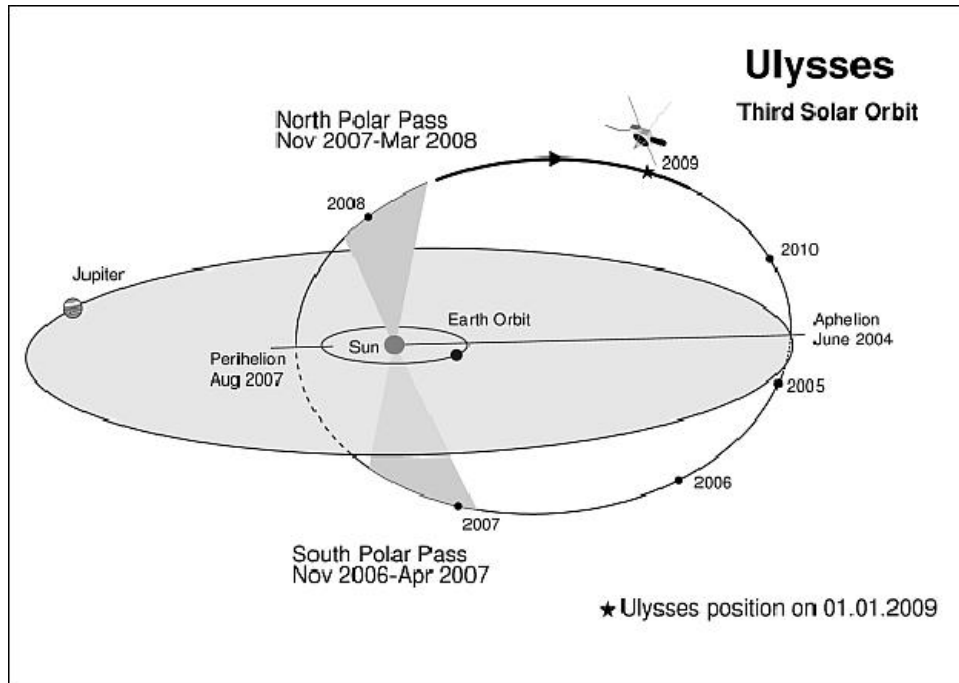 Ulysses
Third Solar Orbit
North Polar Pass
Nov 2007-Mar 2008
2009
2008
2010
Jupiter
Earth Orbit
Aphelion
June 2004
Sun
Perihelion
Aug 2007
2005
2006
2007
South Polar Pass
Nov 2006-Apr 2007
★ Ulysses position on 01.01.2009